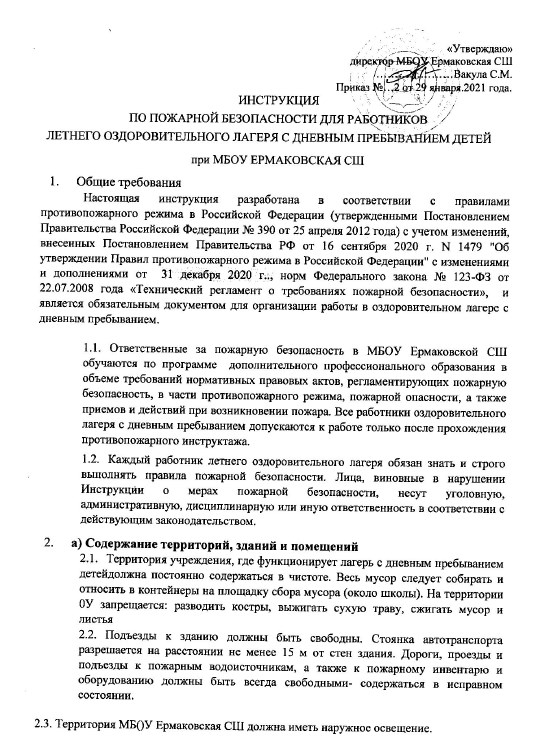 «Утверждаю»
директор МБОУ Ермаковская СШ
....................Вакула С.М.
Приказ №...2 от 29 января.2021 года.
ИНСТРУКЦИЯ
ПО ПОЖАРНОЙ БЕЗОПАСНОСТИ ДЛЯ РАБОТНИКОВ
ЛЕТНЕГО ОЗДОРОВИТЕЛЬНОГО ЛАГЕРЯ С ДНЕВНЫМ ПРЕБЫВАНИЕМ ДЕТЕЙ
при МБОУ ЕРМАКОВСКАЯ СШ
1. Общие требования
Настоящая инструкция разработана в соответствии с правилами
противопожарного режима в Российской Федерации (утвержденными Постановлением
Правительства Российской Федерации № 390 от 25 апреля 2012 года) с учетом изменений,
внесенных Постановлением Правительства РФ от 16 сентября 2020 г. N 1479 "Об
утверждении Правил противопожарного режима в Российской Федерации" с изменениями
и дополнениями от 31 декабря 2020 г.., норм Федерального закона № 123-ФЗ от
22.07.2008 года «Технический регламент о требованиях пожарной безопасности», и
является обязательным документом для организации работы в оздоровительном лагере с
дневным пребыванием.
1.1. Ответственные за пожарную безопасность в МБОУ Ермаковской СШ
обучаются по программе дополнительного профессионального образования в
объеме требований нормативных правовых актов, регламентирующих пожарную
безопасность, в части противопожарного режима, пожарной опасности, а также
приемов и действий при возникновении пожара. Все работники оздоровительного
лагеря с дневным пребыванием допускаются к работе только после прохождения
противопожарного инструктажа.
1.2. Каждый работник летнего оздоровительного лагеря обязан знать и строго
выполнять правила пожарной безопасности. Лица, виновные в нарушении
Инструкции о мерах пожарной безопасности, несут уголовную,
административную, дисциплинарную или иную ответственность в соответствии с
действующим законодательством.
2. а) Содержание территорий, зданий и помещений
2.1. Территория учреждения, где функционирует лагерь с дневным пребыванием
детейдолжна постоянно содержаться в чистоте. Весь мусор следует собирать и
относить в контейнеры на площадку сбора мусора (около школы). На территории
0У запрещается: разводить костры, выжигать сухую траву, сжигать мусор и
листья
2.2. Подъезды к зданию должны быть свободны. Стоянка автотранспорта
разрешается на расстоянии не менее 15 м от стен здания. Дороги, проезды и
подъезды к пожарным водоисточникам, а также к пожарному инвентарю и
оборудованию должны быть всегда свободными- содержаться в исправном
состоянии.
2.3. Территория МБОУ Ермаковская СШ должна иметь наружное освещение.